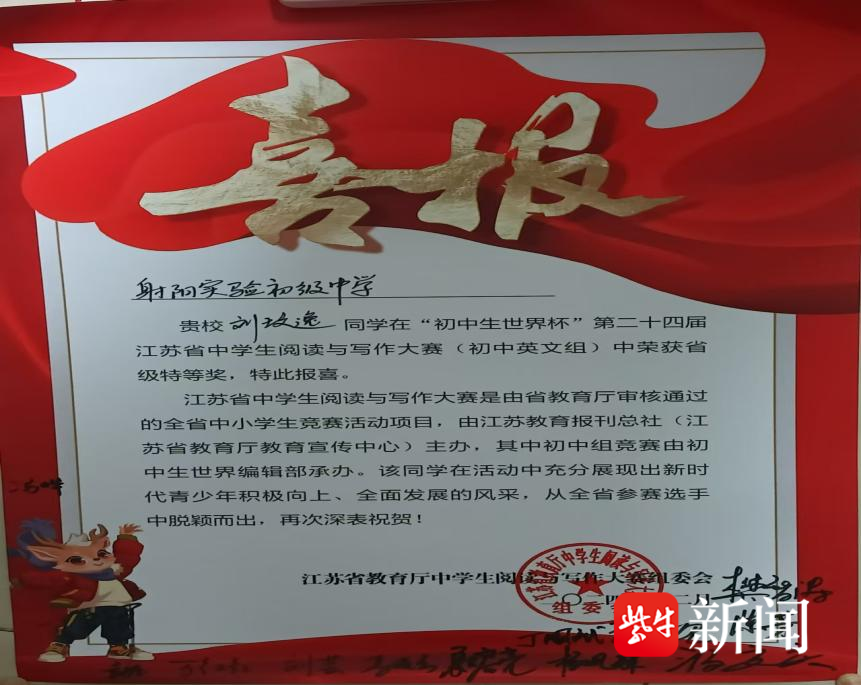 喜报
射阳实验初级中学
贵校刘玟逸同学在“初中生世界杯”第二十四届
江苏省中学生阅读与写作大赛（初中英文组）中荣获省
级特等奖，特此报喜。
江苏省中学生阅读与写作大赛是由省教育厅审核通过
的全省中小学生竞赛活动项目，由江苏教育报刊总社（江
苏省教育厅教育宣传中心）主办，其中初中组竞赛由初
中生世界编辑部承办。该同学在活动中充分展现出新时
代青少年积极向上、全面发展的风采，从全省参赛选手
中脱颖而出，再次深表祝贺！
江苏省教育厅中学生阅读与写作大赛组委会
二〇二四
二月
组委
紫牛新闻